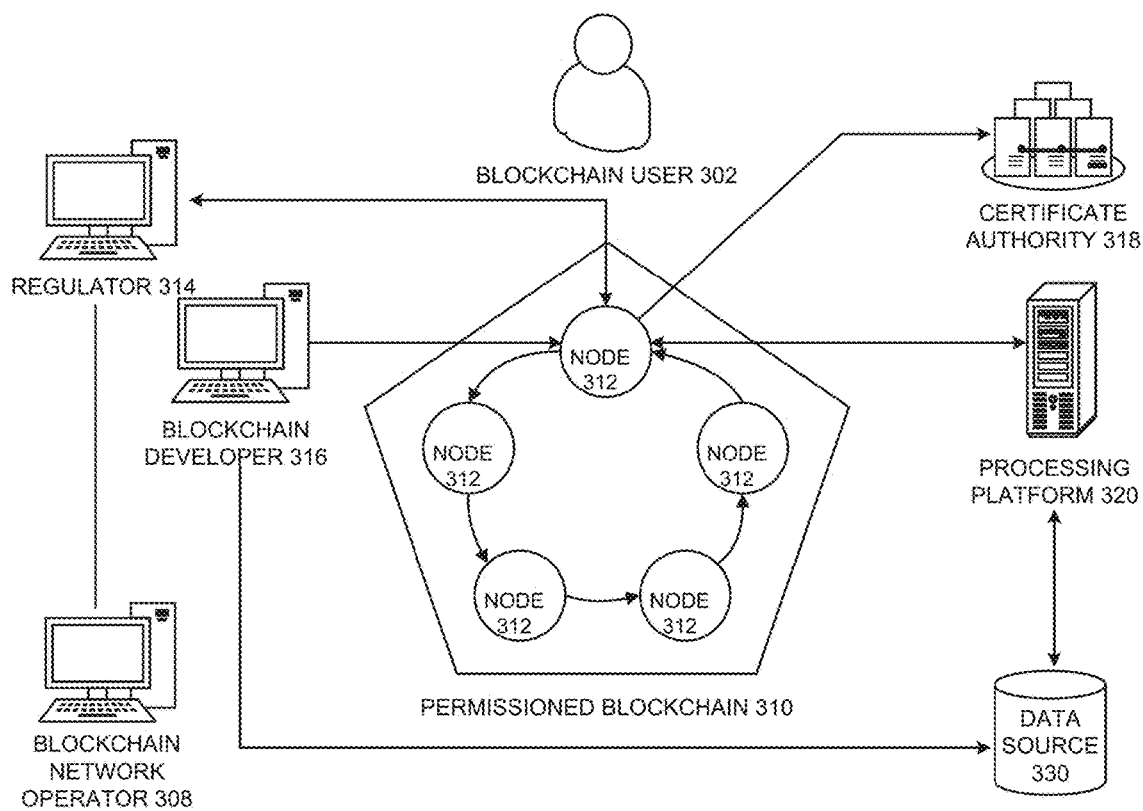 BLOCKCHAIN USER 302
CERTIFICATE
AUTHORITY 318
REGULATOR 314
BLOCKCHAIN
DEVELOPER 316
NODE
312
NODE
312
NODE
312
NODE
312
NODE
312
PROCESSING
PLATFORM 320
PERMISSIONED BLOCKCHAIN 310
BLOCKCHAIN
NETWORK
OPERATOR 308
DATA
SOURCE
330